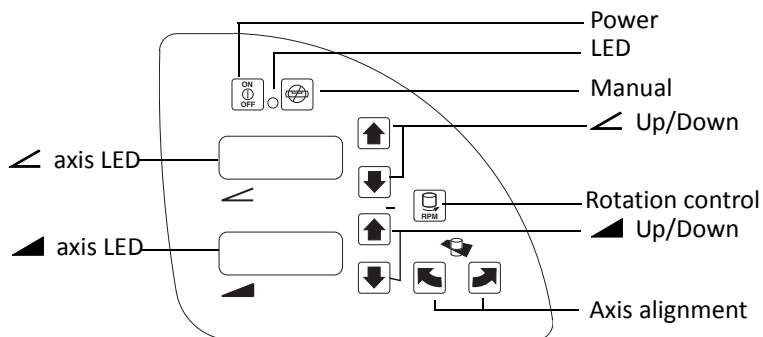 Power
LED
Manual
ON
OFF
Up/Down
axis LED
RPM
Rotation control
Up/Down
axis LED
Axis alignment